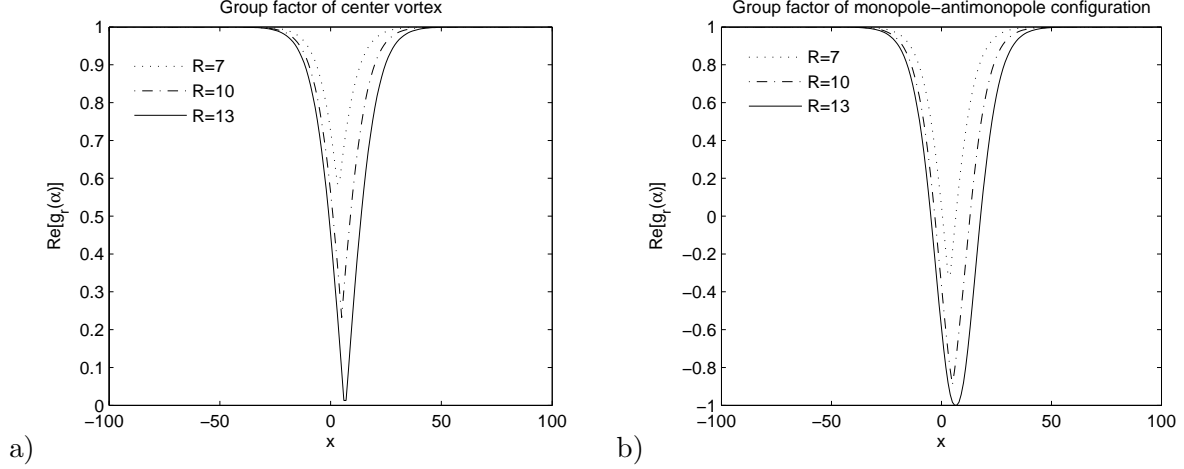 Group factor of center vortex
1
0.9
0.8
0.7
0.6
0.5
0.4
0.3
0.2
0.1
0
Re[g_r(α)]
R=7
R=10
R=13
−100
−50
0
50
100
x
a)
Group factor of monopole−antimonopole configuration
1
0.8
0.6
0.4
0.2
0
−0.2
−0.4
−0.6
−0.8
−1
Re[g_r(α)]
R=7
R=10
R=13
−100
−50
0
50
100
x
b)